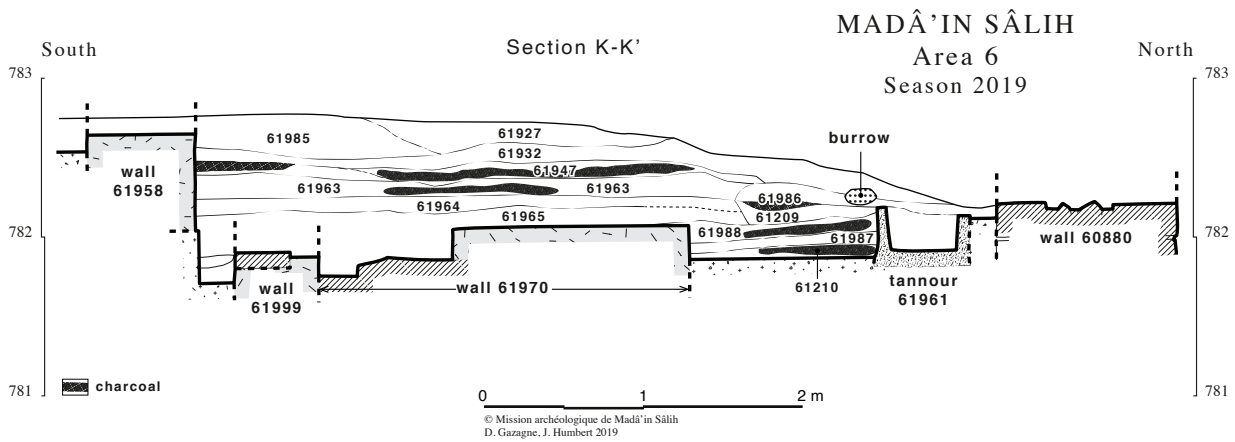 MADÂ'IN SÂLIH
Area 6
Season 2019
Section K-K'
South
North
783
783
burrow
61985
61927
61932
61947
wall
61958
61963
61963
61986
61964
61965
61209
61988
61987
782
782
wall 60880
wall
61999
wall 61970
61210
tannour
61961
781
781
charcoal
0 1 2 m
© Mission archéologique de Madâ'in Sâlih
D. Gazagne, J. Humbert 2019